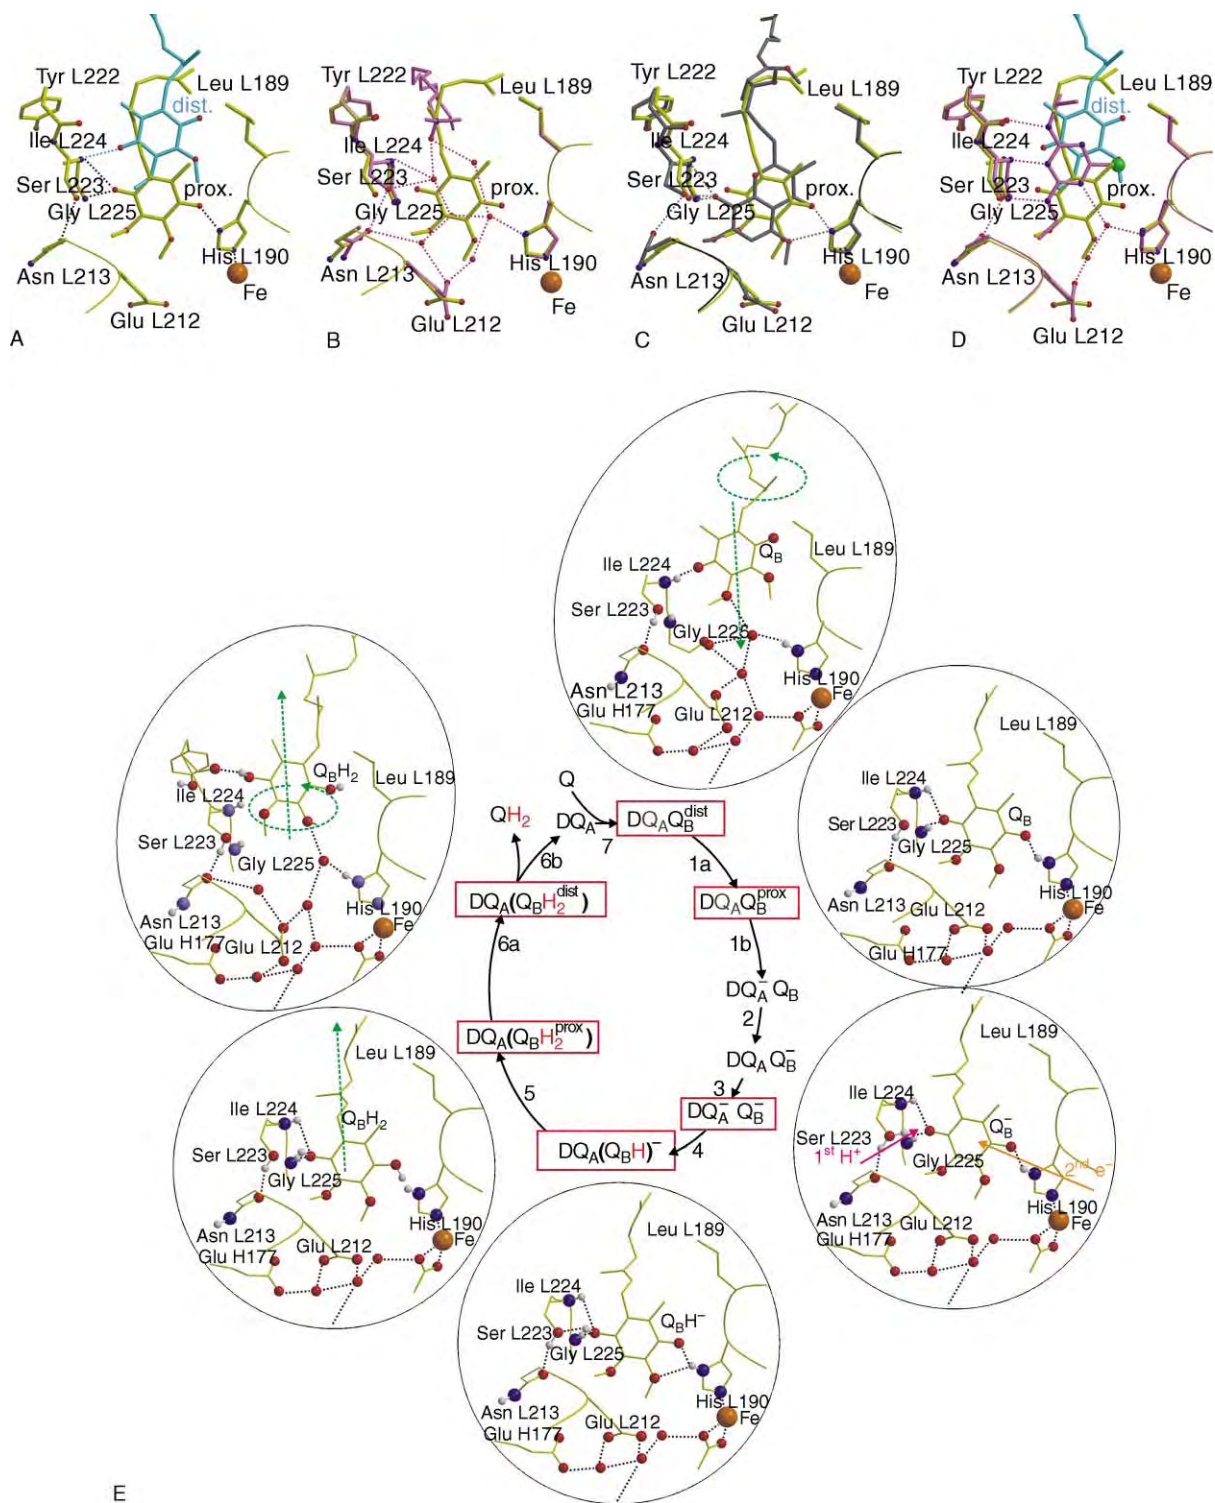 Tyr L222
Leu L189
dist.
Ile L224
Ser L223
prox.
Gly L225
His L190
Asn L213
Fe
Glu L212
A
Tyr L222
Leu L189
Ile L224
Ser L223
prox.
Gly L225
His L190
Asn L213
Fe
Glu L212
B
Tyr L222
Leu L189
Ile L224
Ser L223
prox.
Gly L225
His L190
Asn L213
Fe
Glu L212
C
Tyr L222
Leu L189
dist.
Ile L224
Ser L223
prox.
Gly L225
His L190
Asn L213
Fe
Glu L212
D
Q_B
Leu L189
Ile L224
Ser L223
Gly L225
His L190
Asn L213
Glu H177
Glu L212
Fe
Leu L189
Ile L224
Q_B
Ser L223
Gly L225
Asn L213
Glu L212
His L190
Fe
Glu H177
Q_BH_2
Leu L189
Ile L224
Ser L223
Gly L225
Asn L213
His L190
Glu H177
Glu L212
Fe
Q
QH_2
DQ_A
7
DQ_AQ_B^dist
6b
1a
DQ_A(Q_BH_2^dist)
DQ_AQ_B^prox
6a
1b
DQ_A^- Q_B
2
DQ_A(Q_BH_2^prox)
DQ_AQ_B^-
5
3
DQ_A^- Q_B^-
DQ_A(Q_BH)^-
4
Leu L189
Ile L224
Q_BH_2
Ser L223
Gly L225
Asn L213
Glu H177
Glu L212
His L190
Fe
Leu L189
Ile L224
Q_B^-
Ser L223
1^st H^+
Gly L225
2^nd e^-
Asn L213
Glu L212
His L190
Glu H177
Fe
Leu L189
Ile L224
Q_BH^-
Ser L223
Gly L225
Asn L213
Glu L212
His L190
Glu H177
Fe
E